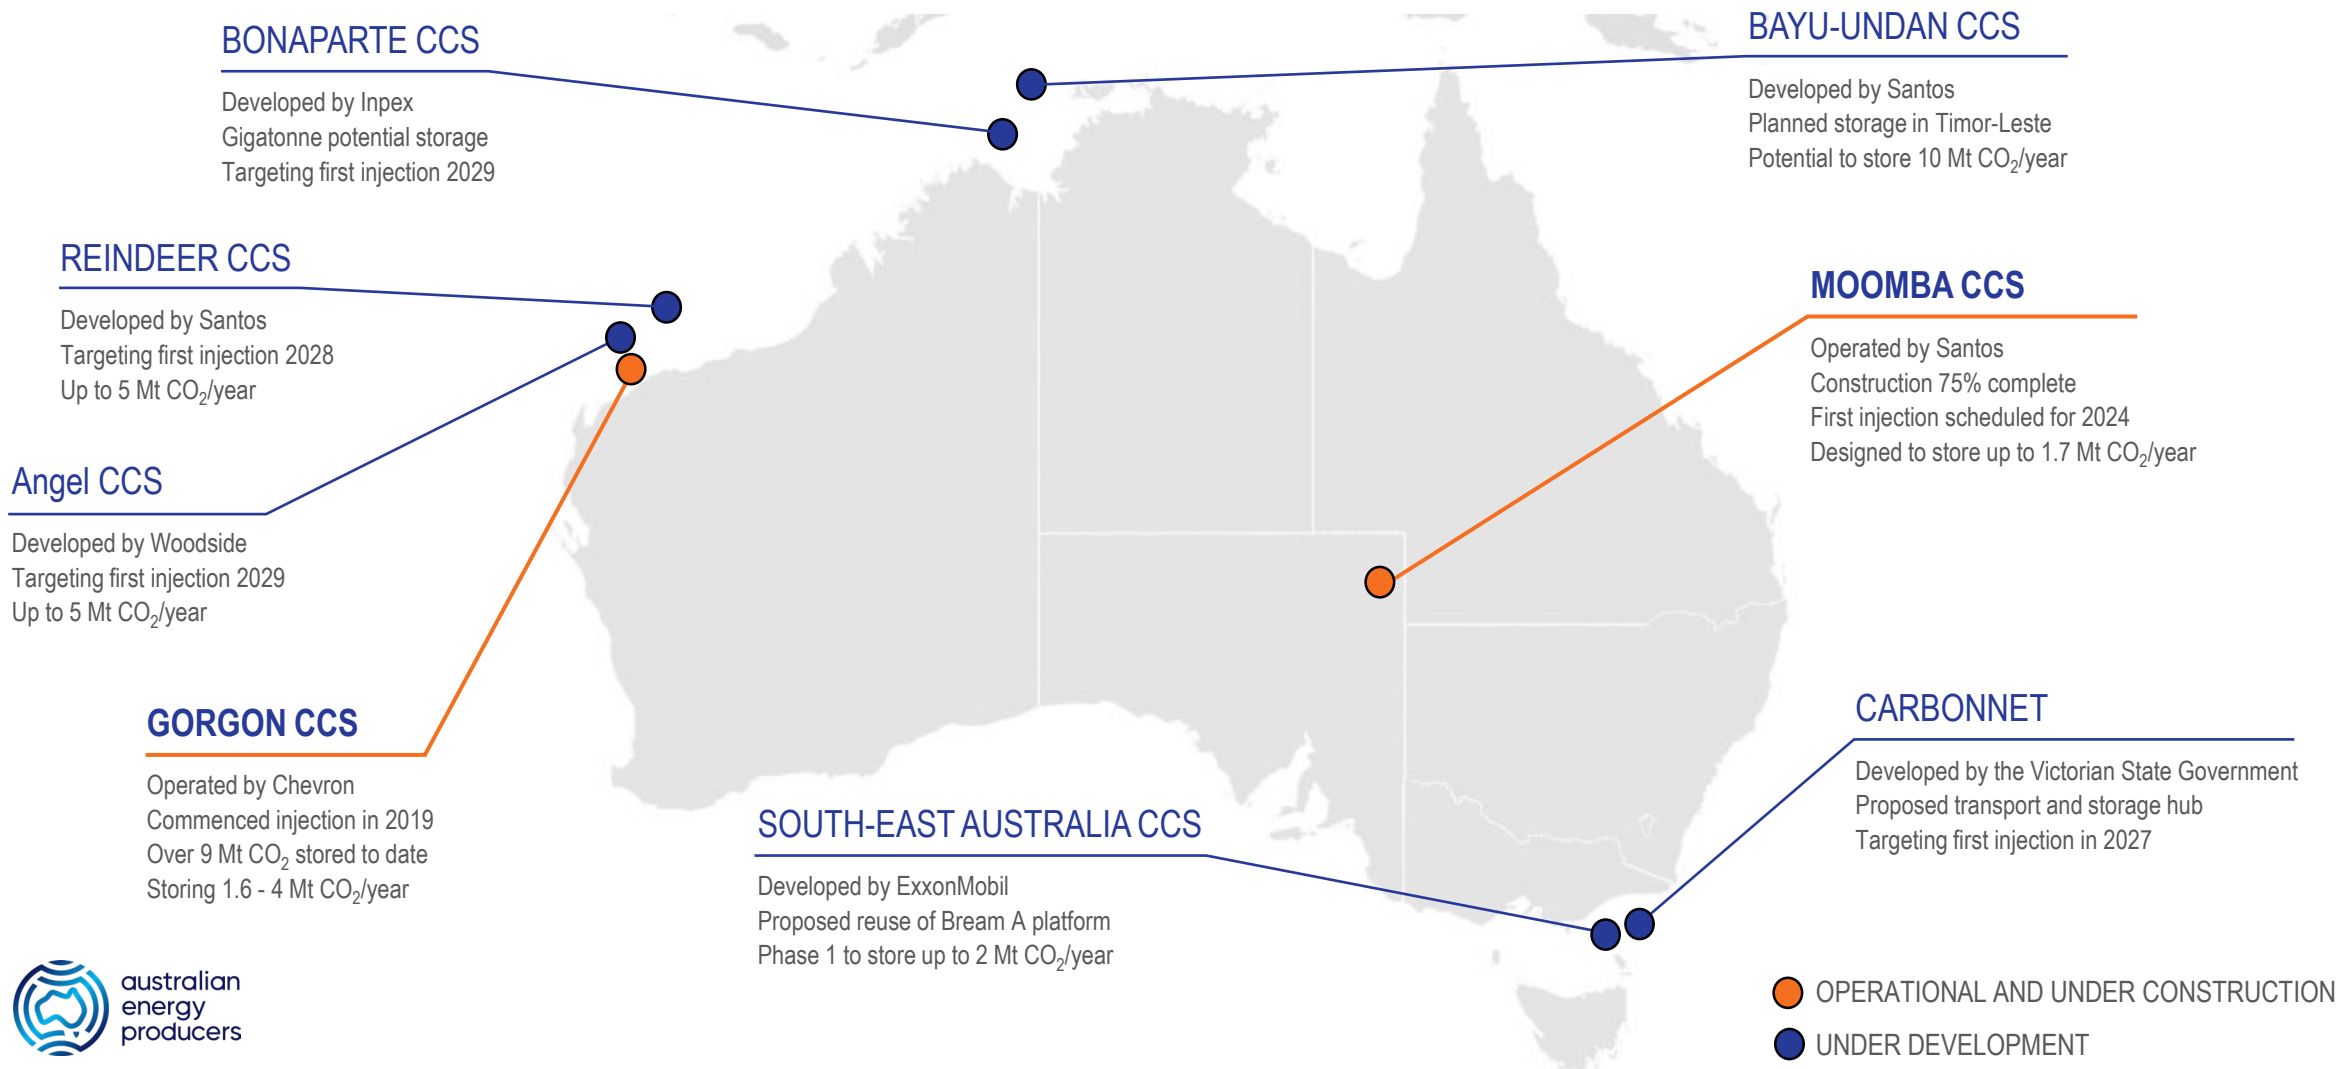 BONAPARTE CCS
Developed by Inpex
Gigatonne potential storage
Targeting first injection 2029
BAYU-UNDAN CCS
Developed by Santos
Planned storage in Timor-Leste
Potential to store 10 Mt CO₂/year
REINDEER CCS
Developed by Santos
Targeting first injection 2028
Up to 5 Mt CO₂/year
MOOMBA CCS
Operated by Santos
Construction 75% complete
First injection scheduled for 2024
Designed to store up to 1.7 Mt CO₂/year
Angel CCS
Developed by Woodside
Targeting first injection 2029
Up to 5 Mt CO₂/year
GORGON CCS
Operated by Chevron
Commenced injection in 2019
Over 9 Mt CO₂ stored to date
Storing 1.6 - 4 Mt CO₂/year
CARBONNET
Developed by the Victorian State Government
Proposed transport and storage hub
Targeting first injection in 2027
SOUTH-EAST AUSTRALIA CCS
Developed by ExxonMobil
Proposed reuse of Bream A platform
Phase 1 to store up to 2 Mt CO₂/year
australian
energy
producers
OPERATIONAL AND UNDER CONSTRUCTION
UNDER DEVELOPMENT